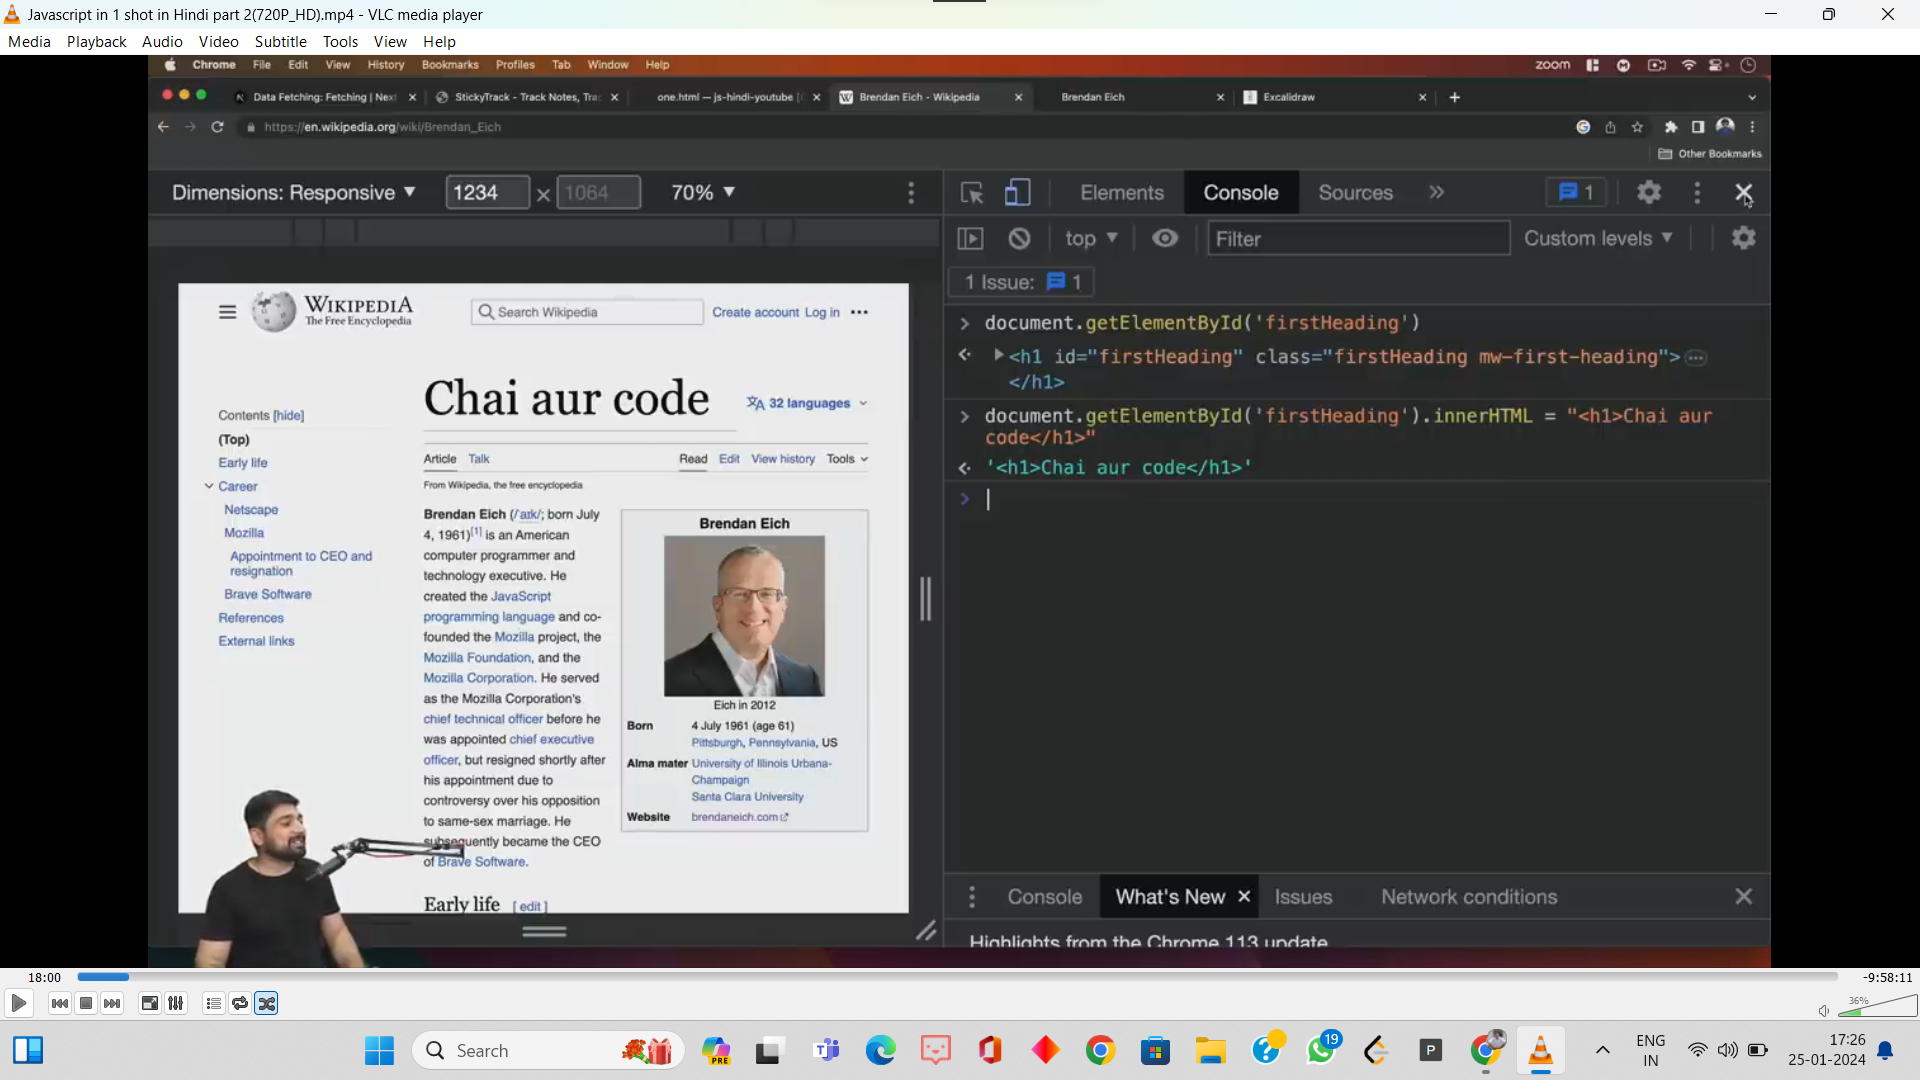 Javascript in 1 shot in Hindi part 2(720P_HD).mp4 - VLC media player
Media Playback Audio Video Subtitle Tools View Help
Chrome File Edit View History Bookmarks Profiles Tab Window Help
zoom
Data Fetching: Fetching | Next
StickyTrack - Track Notes, Tra
one.html — js-hindi-youtube [
Brendan Eich - Wikipedia
Brendan Eich
Excalidraw
https://en.wikipedia.org/wiki/Brendan_Eich
Other Bookmarks
Dimensions: Responsive 1234 × 1064 70%
Elements Console Sources » 1
top Filter Custom levels
1 Issue: 1
document.getElementById('firstHeading')
<h1 id="firstHeading" class="firstHeading mw-first-heading">
</h1>
document.getElementById('firstHeading').innerHTML = "<h1>Chai aur
code</h1>"
'<h1>Chai aur code</h1>'
WIKIPEDIA
The Free Encyclopedia
Search Wikipedia
Create account Log in
Contents [hide]
(Top)
Early life
Career
Netscape
Mozilla
Appointment to CEO and
resignation
Brave Software
References
External links
Chai aur code
32 languages
Article Talk
Read Edit View history Tools
From Wikipedia, the free encyclopedia
Brendan Eich (/ˈaɪk/; born July
4, 1961)[1] is an American
computer programmer and
technology executive. He
created the JavaScript
programming language and co-
founded the Mozilla project, the
Mozilla Foundation, and the
Mozilla Corporation. He served
as the Mozilla Corporation's
chief technical officer before he
was appointed chief executive
officer, but resigned shortly after
his appointment due to
controversy over his opposition
to same-sex marriage. He
subsequently became the CEO
of Brave Software.
Early life [ edit ]
Brendan Eich
Eich in 2012
Born 4 July 1961 (age 61)
Pittsburgh, Pennsylvania, US
Alma mater University of Illinois Urbana-
Champaign
Santa Clara University
Website brendaneich.com
Console What's New Issues Network conditions
Highlights from the Chrome 113 update
18:00
-9:58:11
36%
Search
PRE
19
P
ENG
IN
17:26
25-01-2024